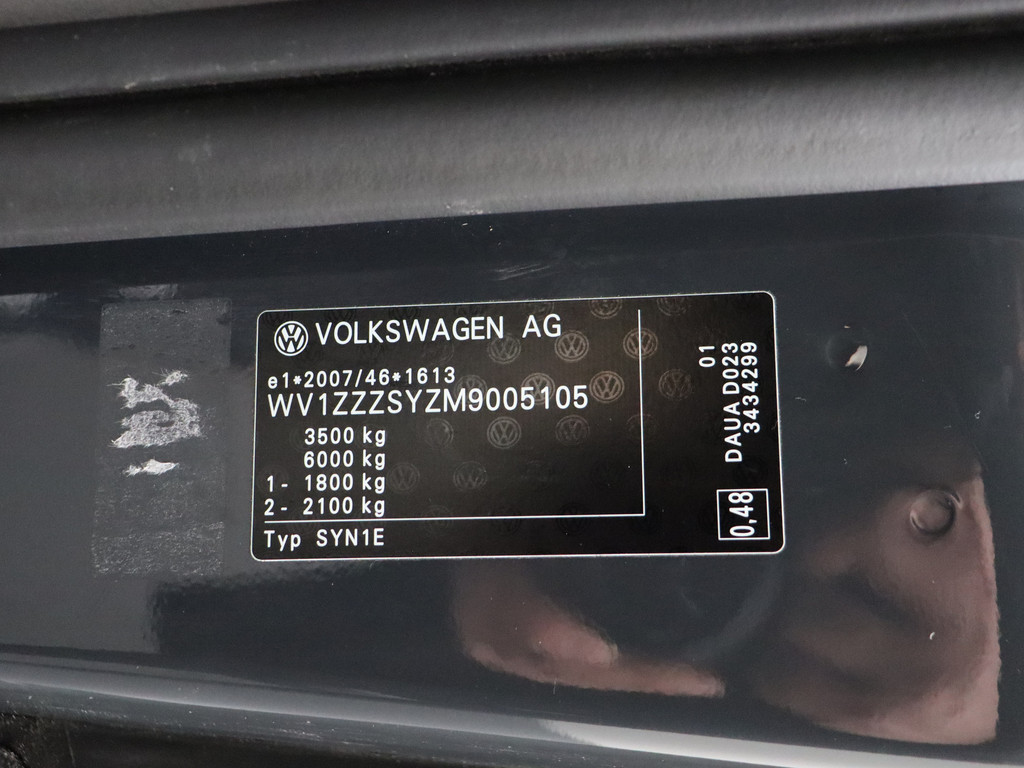 VOLKSWAGEN AG
e1*2007/46*1613
WV1ZZZSYZM9005105
3500 kg
6000 kg
1- 1800 kg
2- 2100 kg
Typ SYN1E
01
DAUA D023
3434299
0,48